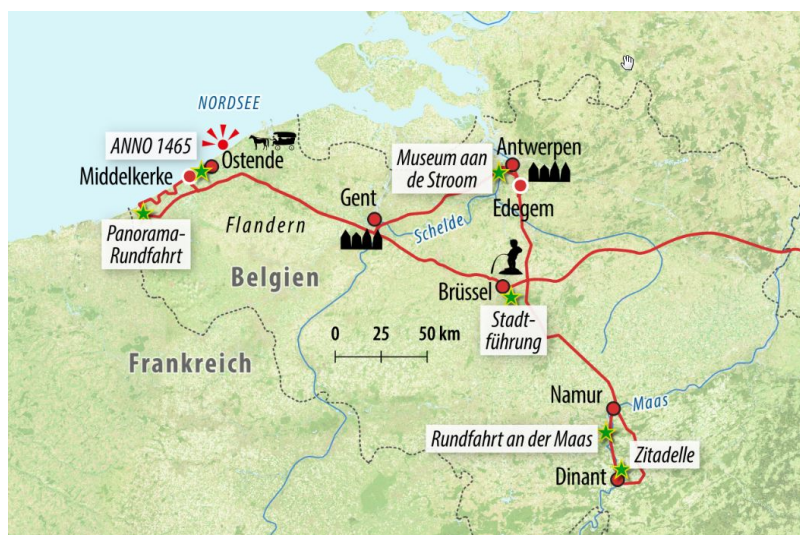 NORDSEE
ANNO 1465
Ostende
Middelkerke
Panorama-
Rundfahrt
Flandern
Gent
Museum aan
de Stroom
Antwerpen
Edegem
Schelde
Belgien
Brüssel
Stadt-
führung
0 25 50 km
Frankreich
Namur
Maas
Rundfahrt an der Maas
Zitadelle
Dinant